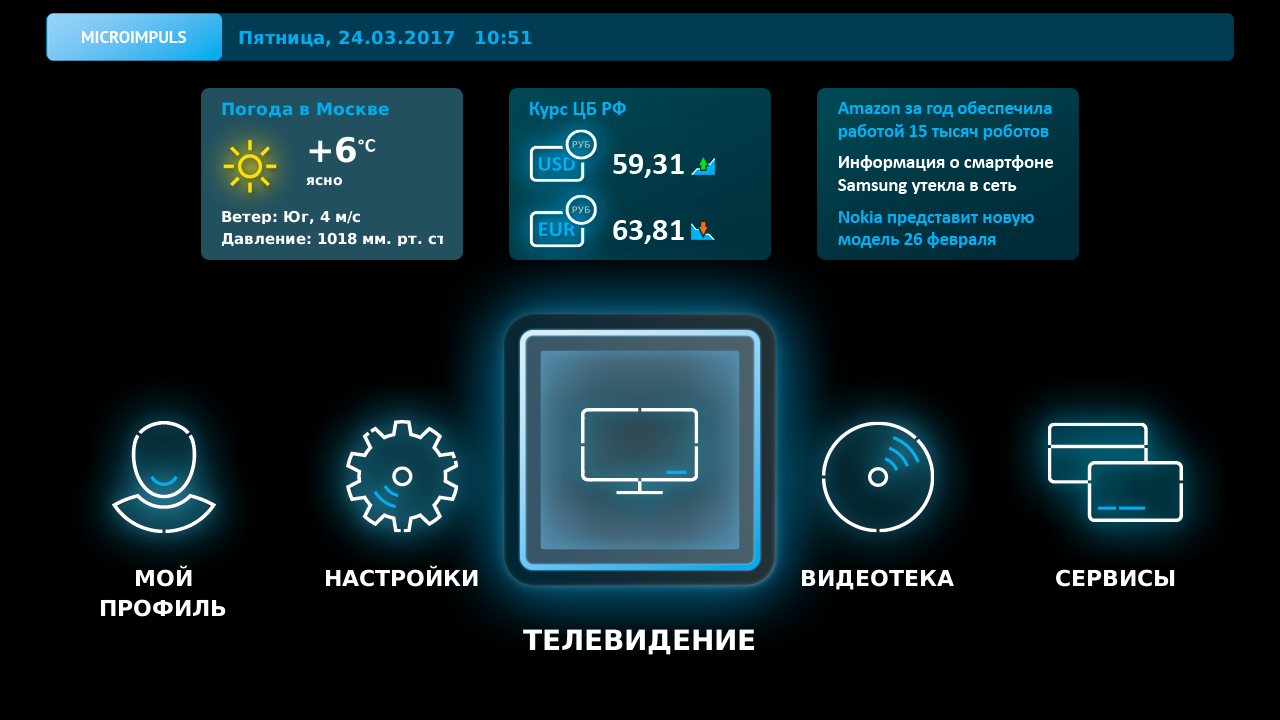 MICROIMPULS
Пятница, 24.03.2017 10:51
Погода в Москве
+6°C
ясно
Ветер: Юг, 4 м/с
Давление: 1018 мм. рт. ст
Курс ЦБ РФ
РУБ
USD
59,31
РУБ
EUR
63,81
Amazon за год обеспечила
работой 15 тысяч роботов
Информация о смартфоне
Samsung утекла в сеть
Nokia представит новую
модель 26 февраля
МОЙ
ПРОФИЛЬ
НАСТРОЙКИ
ТЕЛЕВИДЕНИЕ
ВИДЕОТЕКА
СЕРВИСЫ